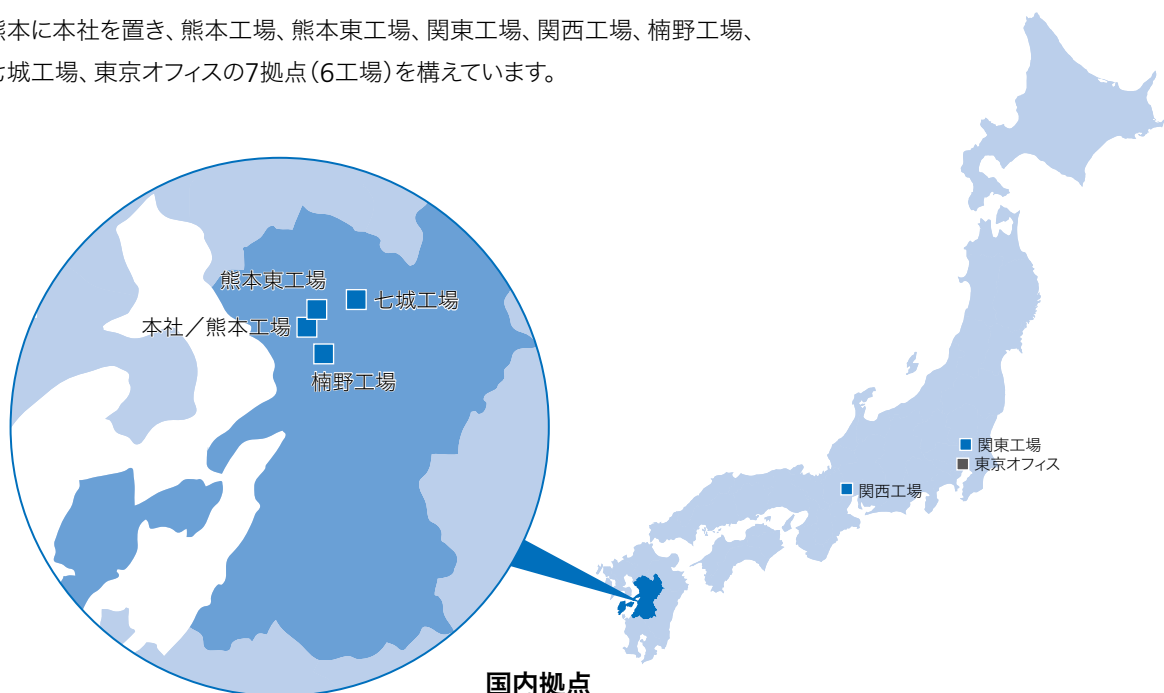 熊本に本社を置き、熊本工場、熊本東工場、関東工場、関西工場、楠野工場、
七城工場、東京オフィスの7拠点（6工場）を構えています。
熊本東工場
七城工場
本社／熊本工場
楠野工場
関東工場
東京オフィス
関西工場
国内拠点